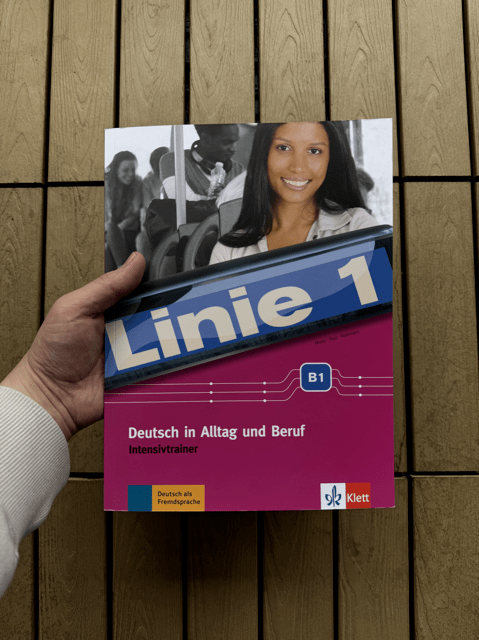 Linie 1
B1
Deutsch in Alltag und Beruf
Intensivtrainer
Deutsch als
Fremdsprache
Klett